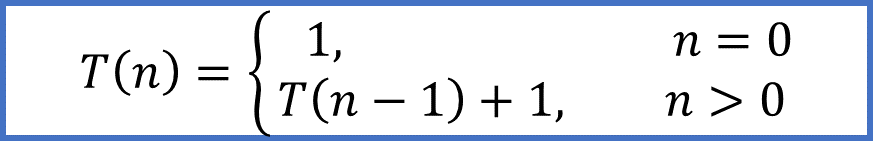 T(n) = { 1, n = 0
T(n − 1) + 1, n > 0